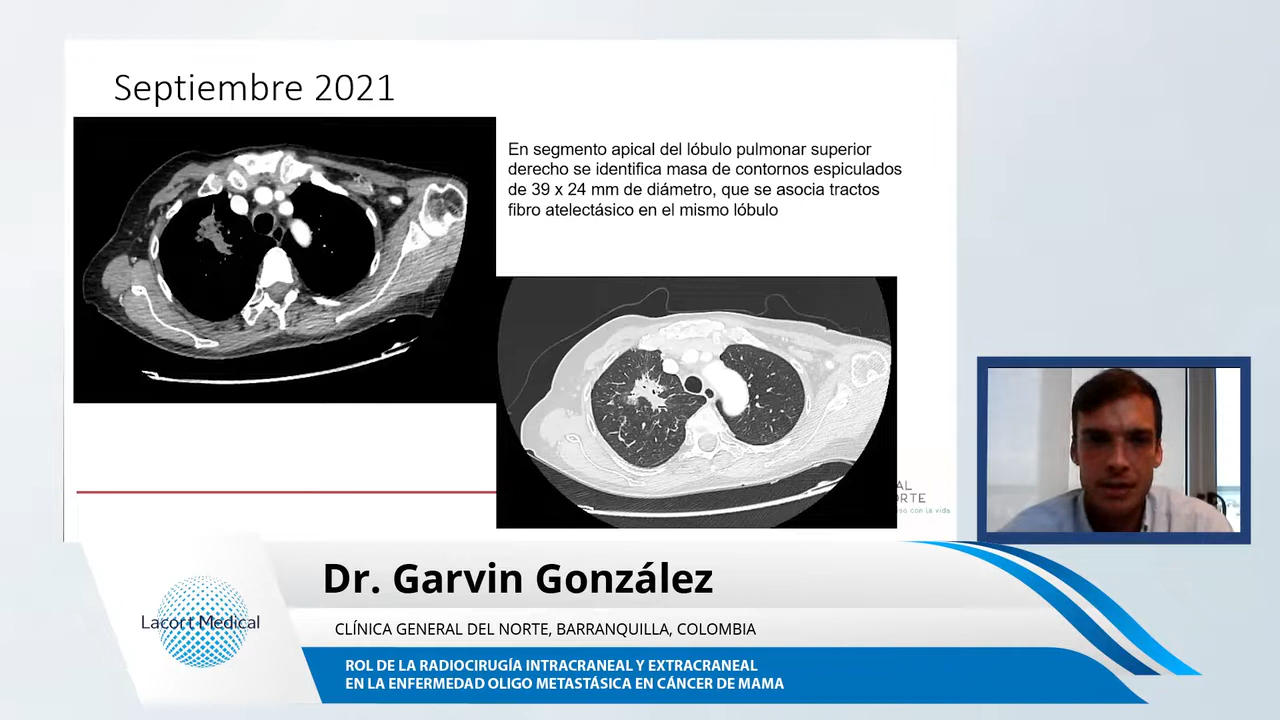 Septiembre 2021
En segmento apical del lóbulo pulmonar superior
derecho se identifica masa de contornos espiculados
de 39 x 24 mm de diámetro, que se asocia tractos
fibro atelectásico en el mismo lóbulo
con la vida
Dr. Garvin González
CLÍNICA GENERAL DEL NORTE, BARRANQUILLA, COLOMBIA
Lacort Medical
ROL DE LA RADIOCIRUGÍA INTRACRANEAL Y EXTRACRANEAL
EN LA ENFERMEDAD OLIGO METASTÁSICA EN CÁNCER DE MAMA